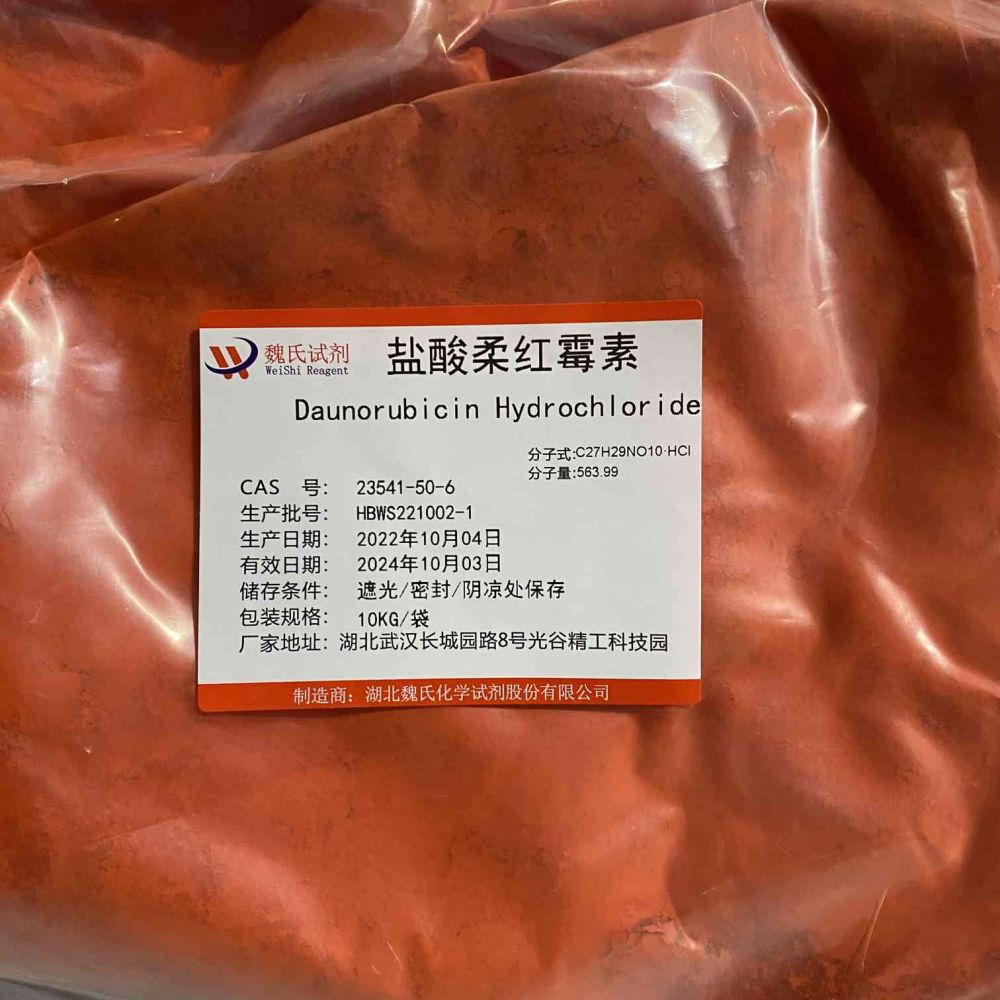 魏氏试剂
WeiShi Reagent
盐酸柔红霉素
Daunorubicin Hydrochloride
分子式:C27H29NO10·HCl
分子量:563.99
CAS 号: 23541-50-6
生产批号: HBWS221002-1
生产日期: 2022年10月04日
有效日期: 2024年10月03日
储存条件: 遮光/密封/阴凉处保存
包装规格: 10KG/袋
厂家地址: 湖北武汉长城园路8号光谷精工科技园
制造商: 湖北魏氏化学试剂股份有限公司